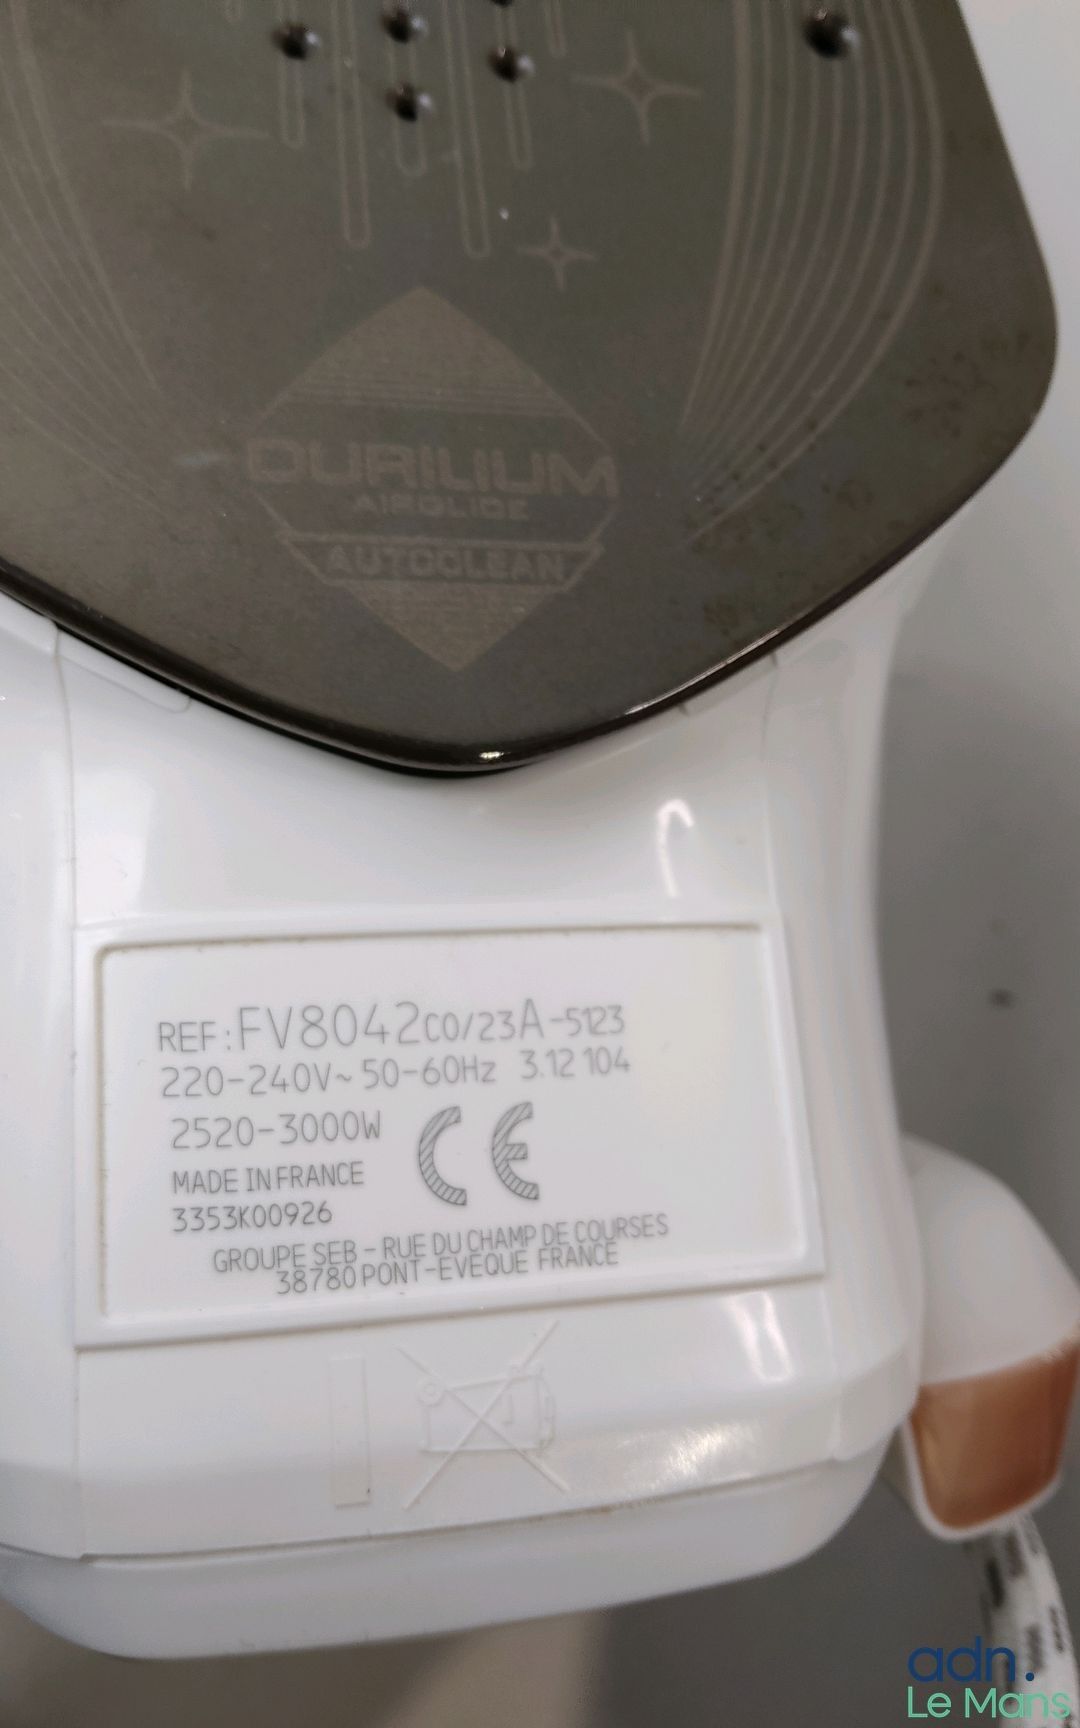 DURILIUM
AIRGLIDE
AUTOCLEAN
REF: FV8042C0/23A-5123
220-240V~ 50-60Hz 3.12 104
2520-3000W CE
MADE IN FRANCE
3353K00926
GROUPE SEB - RUE DU CHAMP DE COURSES
38780 PONT-EVEQUE FRANCE
adn.
Le Mans